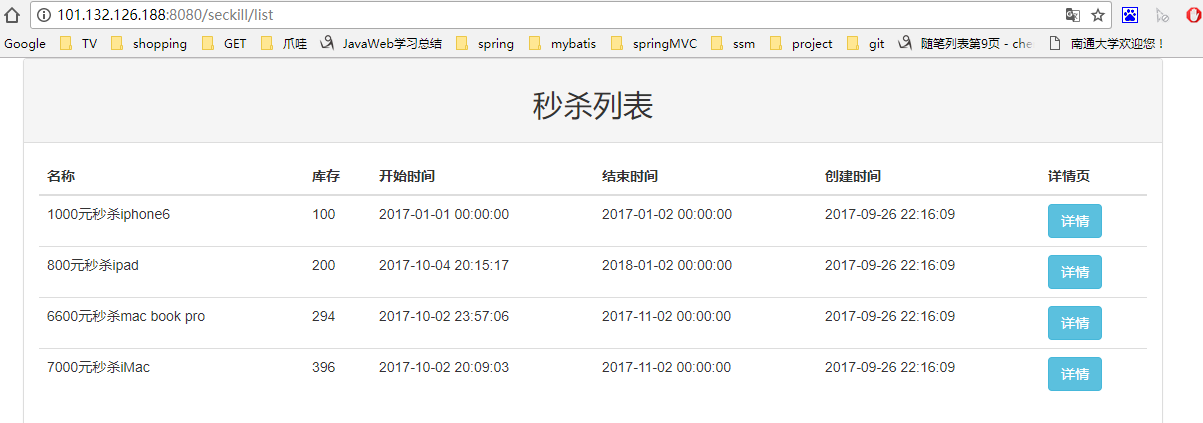 101.132.126.188:8080/seckill/list
Google TV shopping GET 爪哇 JavaWeb学习总结 spring mybatis springMVC ssm project git 随笔列表第9页 - che 南通大学欢迎您！
秒杀列表
名称 库存 开始时间 结束时间 创建时间 详情页
1000元秒杀iphone6 100 2017-01-01 00:00:00 2017-01-02 00:00:00 2017-09-26 22:16:09 详情
800元秒杀ipad 200 2017-10-04 20:15:17 2018-01-02 00:00:00 2017-09-26 22:16:09 详情
6600元秒杀mac book pro 294 2017-10-02 23:57:06 2017-11-02 00:00:00 2017-09-26 22:16:09 详情
7000元秒杀iMac 396 2017-10-02 20:09:03 2017-11-02 00:00:00 2017-09-26 22:16:09 详情